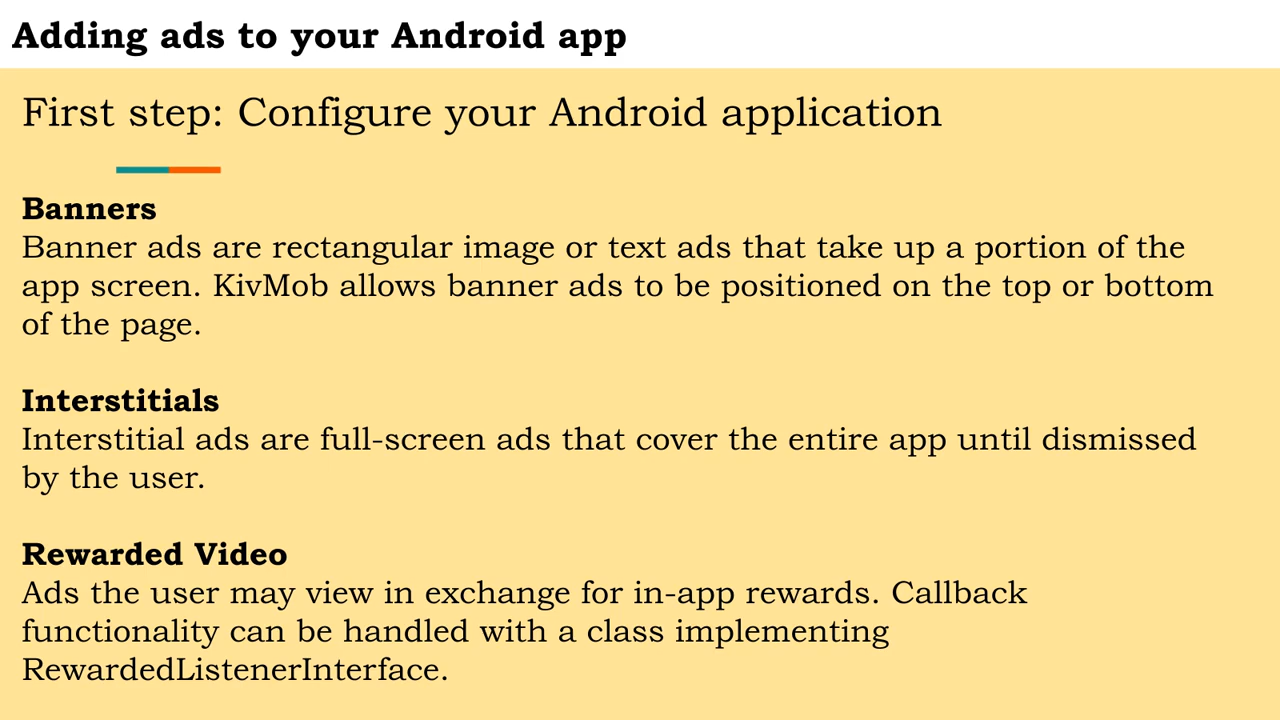 Adding ads to your Android app
First step: Configure your Android application
Banners
Banner ads are rectangular image or text ads that take up a portion of the
app screen. KivMob allows banner ads to be positioned on the top or bottom
of the page.
Interstitials
Interstitial ads are full-screen ads that cover the entire app until dismissed
by the user.
Rewarded Video
Ads the user may view in exchange for in-app rewards. Callback
functionality can be handled with a class implementing
RewardedListenerInterface.